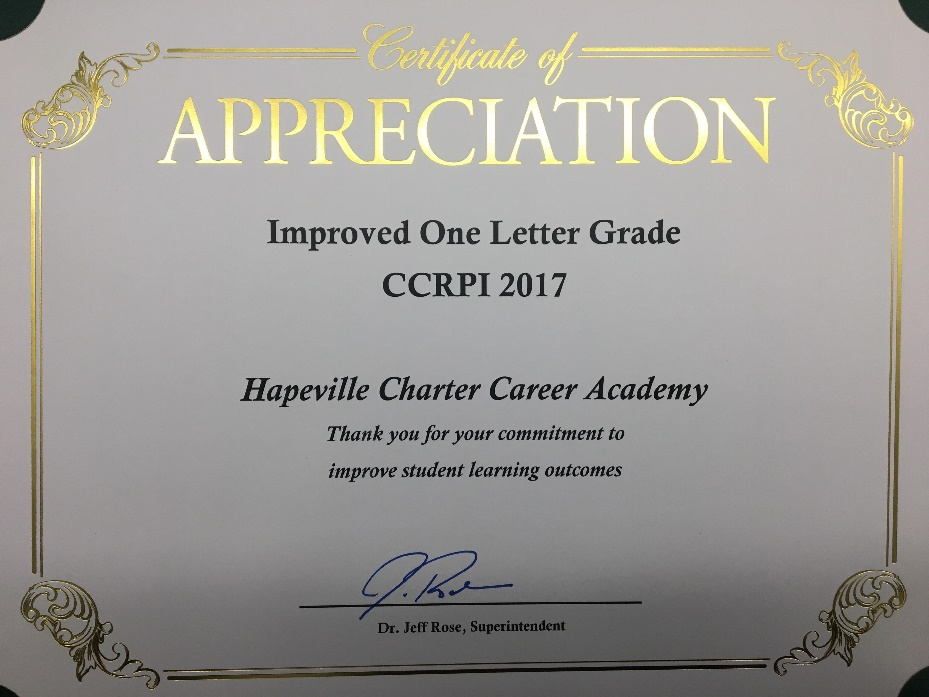 Certificate of
APPRECIATION
Improved One Letter Grade
CCRPI 2017
Hapeville Charter Career Academy
Thank you for your commitment to
improve student learning outcomes
J. Rose
Dr. Jeff Rose, Superintendent